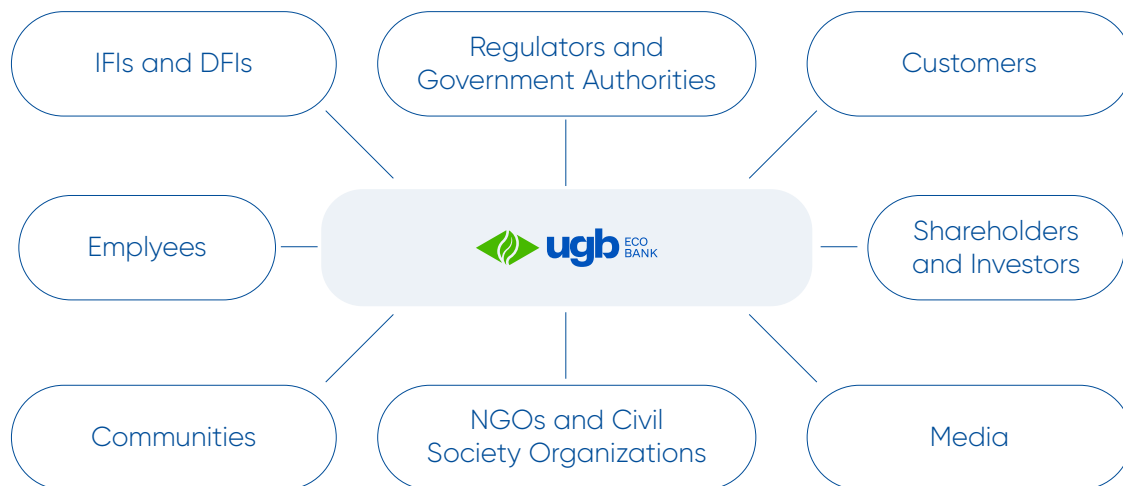 IFIs and DFIs
Regulators and
Government Authorities
Customers
Emplyees
ugb ECO
BANK
Shareholders
and Investors
Communities
NGOs and Civil
Society Organizations
Media